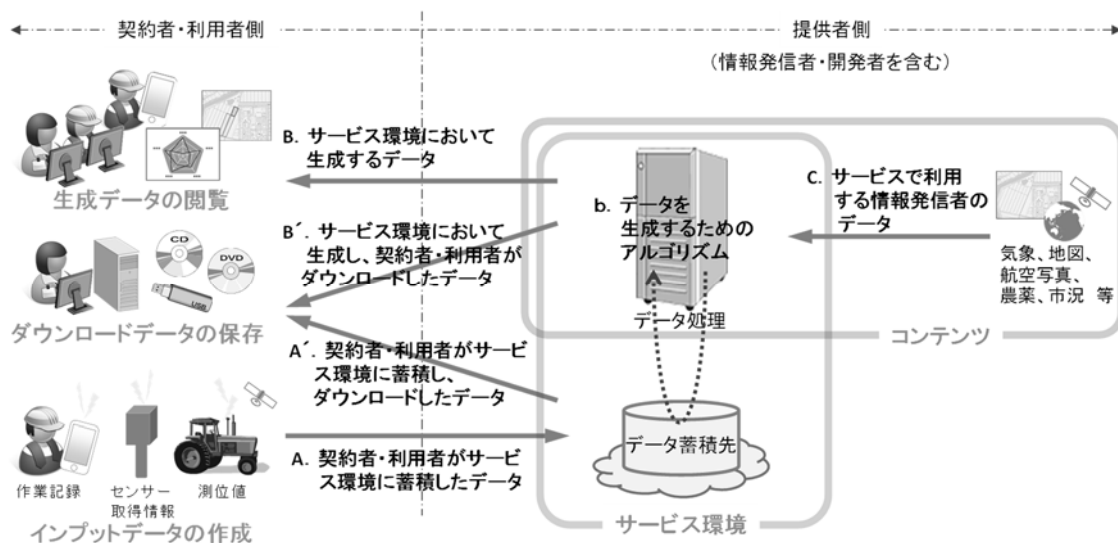 契約者・利用者側
提供者側
(情報発信者・開発者を含む)
B. サービス環境において
生成するデータ
生成データの閲覧
b. データを
生成するための
アルゴリズム
C. サービスで利用
する情報発信者の
データ
気象、地図、
航空写真、
農薬、市況 等
B´. サービス環境において
生成し、契約者・利用者が
ダウンロードしたデータ
CD
DVD
USB
ダウンロードデータの保存
データ処理
コンテンツ
A´. 契約者・利用者がサービ
ス環境に蓄積し、
ダウンロードしたデータ
データ蓄積先
A. 契約者・利用者がサービ
ス環境に蓄積したデータ
作業記録
センサー
取得情報
測位値
インプットデータの作成
サービス環境